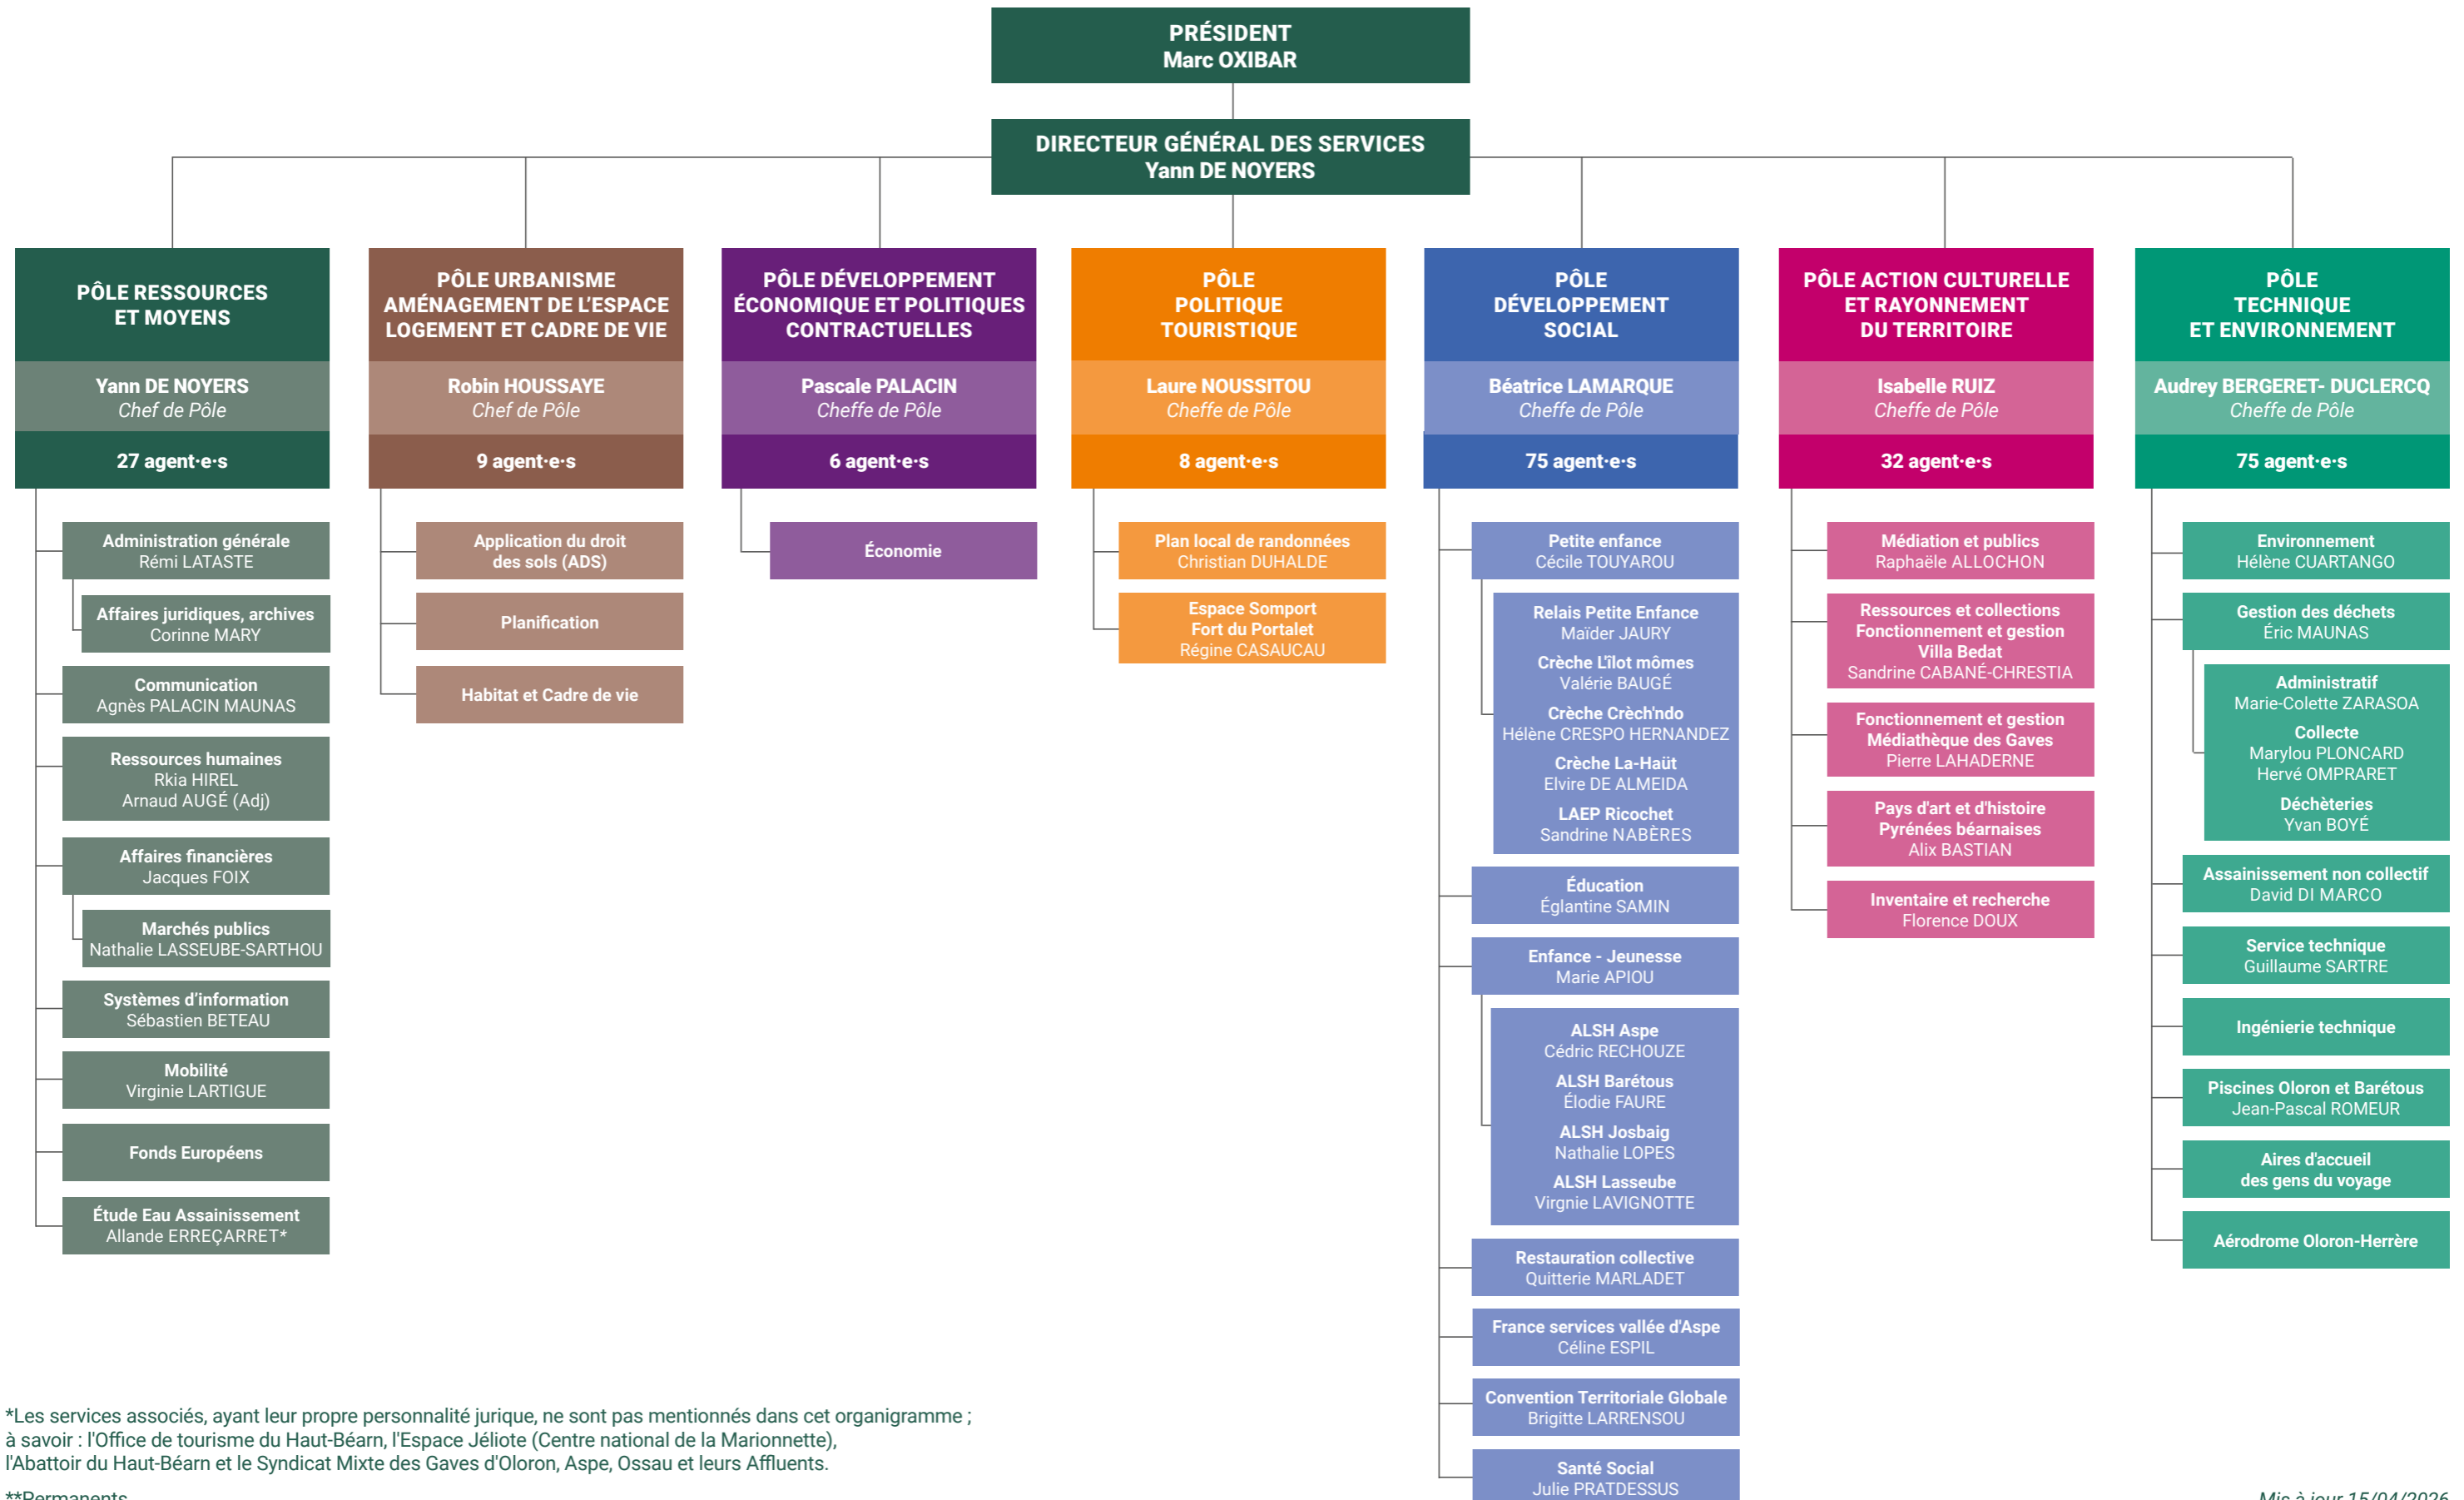 PRÉSIDENT
Marc OXIBAR
DIRECTEUR GÉNÉRAL DES SERVICES
Yann DE NOYERS
PÔLE RESSOURCES
ET MOYENS
Yann DE NOYERS
Chef de Pôle
27 agent·e·s
Administration générale
Rémi LATASTE
Affaires juridiques, archives
Corinne MARY
Communication
Agnès PALACIN MAUNAS
Ressources humaines
Rkia HIREL
Arnaud AUGÉ (Adj)
Affaires financières
Jacques FOIX
Marchés publics
Nathalie LASSEUBE-SARTHOU
Systèmes d’information
Sébastien BETEAU
Mobilité
Virginie LARTIGUE
Fonds Européens
Étude Eau Assainissement
Allande ERREÇARRET*
PÔLE URBANISME
AMÉNAGEMENT DE L’ESPACE
LOGEMENT ET CADRE DE VIE
Robin HOUSSAYE
Chef de Pôle
9 agent·e·s
Application du droit
des sols (ADS)
Planification
Habitat et Cadre de vie
PÔLE DÉVELOPPEMENT
ÉCONOMIQUE ET POLITIQUES
CONTRACTUELLES
Pascale PALACIN
Cheffe de Pôle
6 agent·e·s
Économie
PÔLE
POLITIQUE
TOURISTIQUE
Laure NOUSSITOU
Cheffe de Pôle
8 agent·e·s
Plan local de randonnées
Christian DUHALDE
Espace Somport
Fort du Portalet
Régine CASAUCAU
PÔLE
DÉVELOPPEMENT
SOCIAL
Béatrice LAMARQUE
Cheffe de Pôle
75 agent·e·s
Petite enfance
Cécile TOUYAROU
Relais Petite Enfance
Maïder JAURY
Crèche L'îlot mômes
Valérie BAUGÉ
Crèche Crèch'ndo
Hélène CRESPO HERNANDEZ
Crèche La-Haüt
Elvire DE ALMEIDA
LAEP Ricochet
Sandrine NABÈRES
Éducation
Églantine SAMIN
Enfance - Jeunesse
Marie APIOU
ALSH Aspe
Cédric RECHOUZE
ALSH Barétous
Élodie FAURE
ALSH Josbaig
Nathalie LOPES
ALSH Lasseube
Virgnie LAVIGNOTTE
Restauration collective
Quitterie MARLADET
France services vallée d'Aspe
Céline ESPIL
Convention Territoriale Globale
Brigitte LARRENSOU
Santé Social
Julie PRATDESSUS
PÔLE ACTION CULTURELLE
ET RAYONNEMENT
DU TERRITOIRE
Isabelle RUIZ
Cheffe de Pôle
32 agent·e·s
Médiation et publics
Raphaële ALLOCHON
Ressources et collections
Fonctionnement et gestion
Villa Bedat
Sandrine CABANÉ-CHRESTIA
Fonctionnement et gestion
Médiathèque des Gaves
Pierre LAHADERNE
Pays d'art et d'histoire
Pyrénées béarnaises
Alix BASTIAN
Inventaire et recherche
Florence DOUX
PÔLE
TECHNIQUE
ET ENVIRONNEMENT
Audrey BERGERET- DUCLERCQ
Cheffe de Pôle
75 agent·e·s
Environnement
Hélène CUARTANGO
Gestion des déchets
Éric MAUNAS
Administratif
Marie-Colette ZARASOA
Collecte
Marylou PLONCARD
Hervé OMPRARET
Déchèteries
Yvan BOYÉ
Assainissement non collectif
David DI MARCO
Service technique
Guillaume SARTRE
Ingénierie technique
Piscines Oloron et Barétous
Jean-Pascal ROMEUR
Aires d'accueil
des gens du voyage
Aérodrome Oloron-Herrère
*Les services associés, ayant leur propre personnalité jurique, ne sont pas mentionnés dans cet organigramme ;
à savoir : l'Office de tourisme du Haut-Béarn, l'Espace Jéliote (Centre national de la Marionnette),
l'Abattoir du Haut-Béarn et le Syndicat Mixte des Gaves d'Oloron, Aspe, Ossau et leurs Affluents.
**Permanents
Mis à jour 15/04/2026